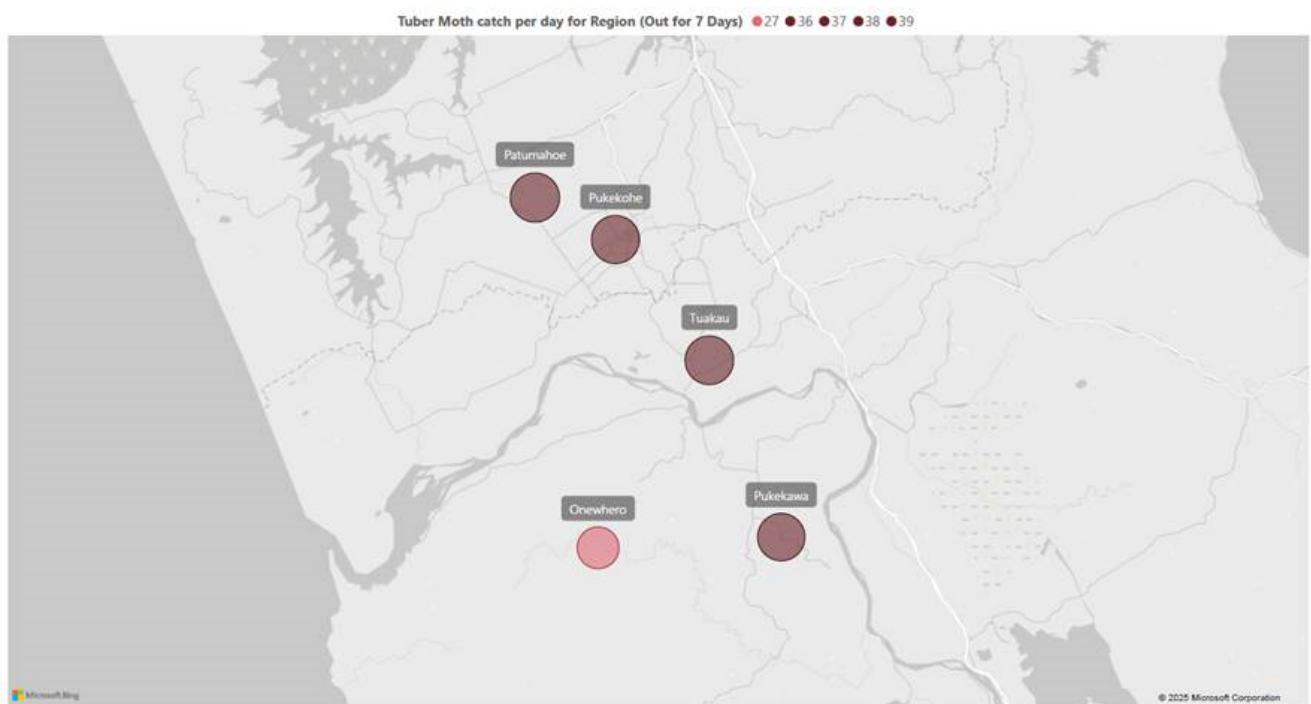 Tuber Moth catch per day for Region (Out for 7 Days) 27 36 37 38 39
Patumahoe
Pukekohe
Tuakau
Pukekawa
Onewhero
Microsoft Bing
© 2025 Microsoft Corporation